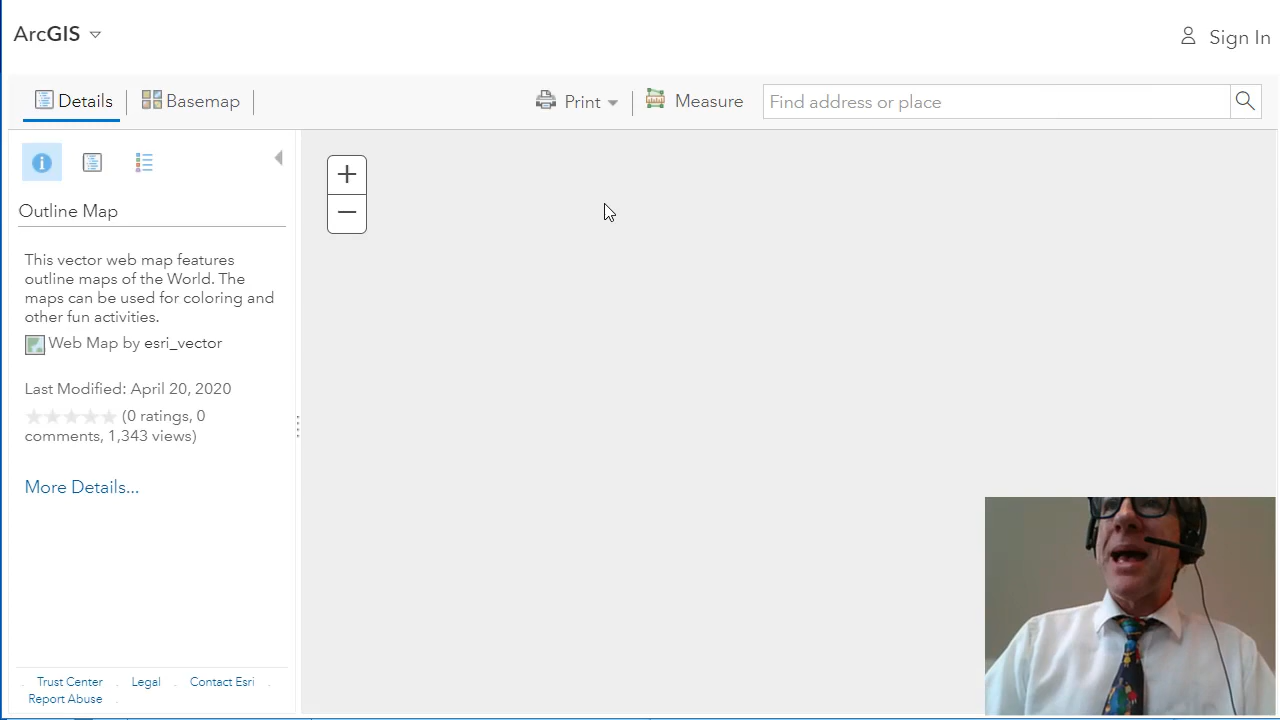 ArcGIS
Sign In
Details
Basemap
Print
Measure
Find address or place
Outline Map
This vector web map features
outline maps of the World. The
maps can be used for coloring and
other fun activities.
Web Map by esri_vector
Last Modified: April 20, 2020
(0 ratings, 0
comments, 1,343 views)
More Details...
Trust Center
Legal
Contact Esri
Report Abuse